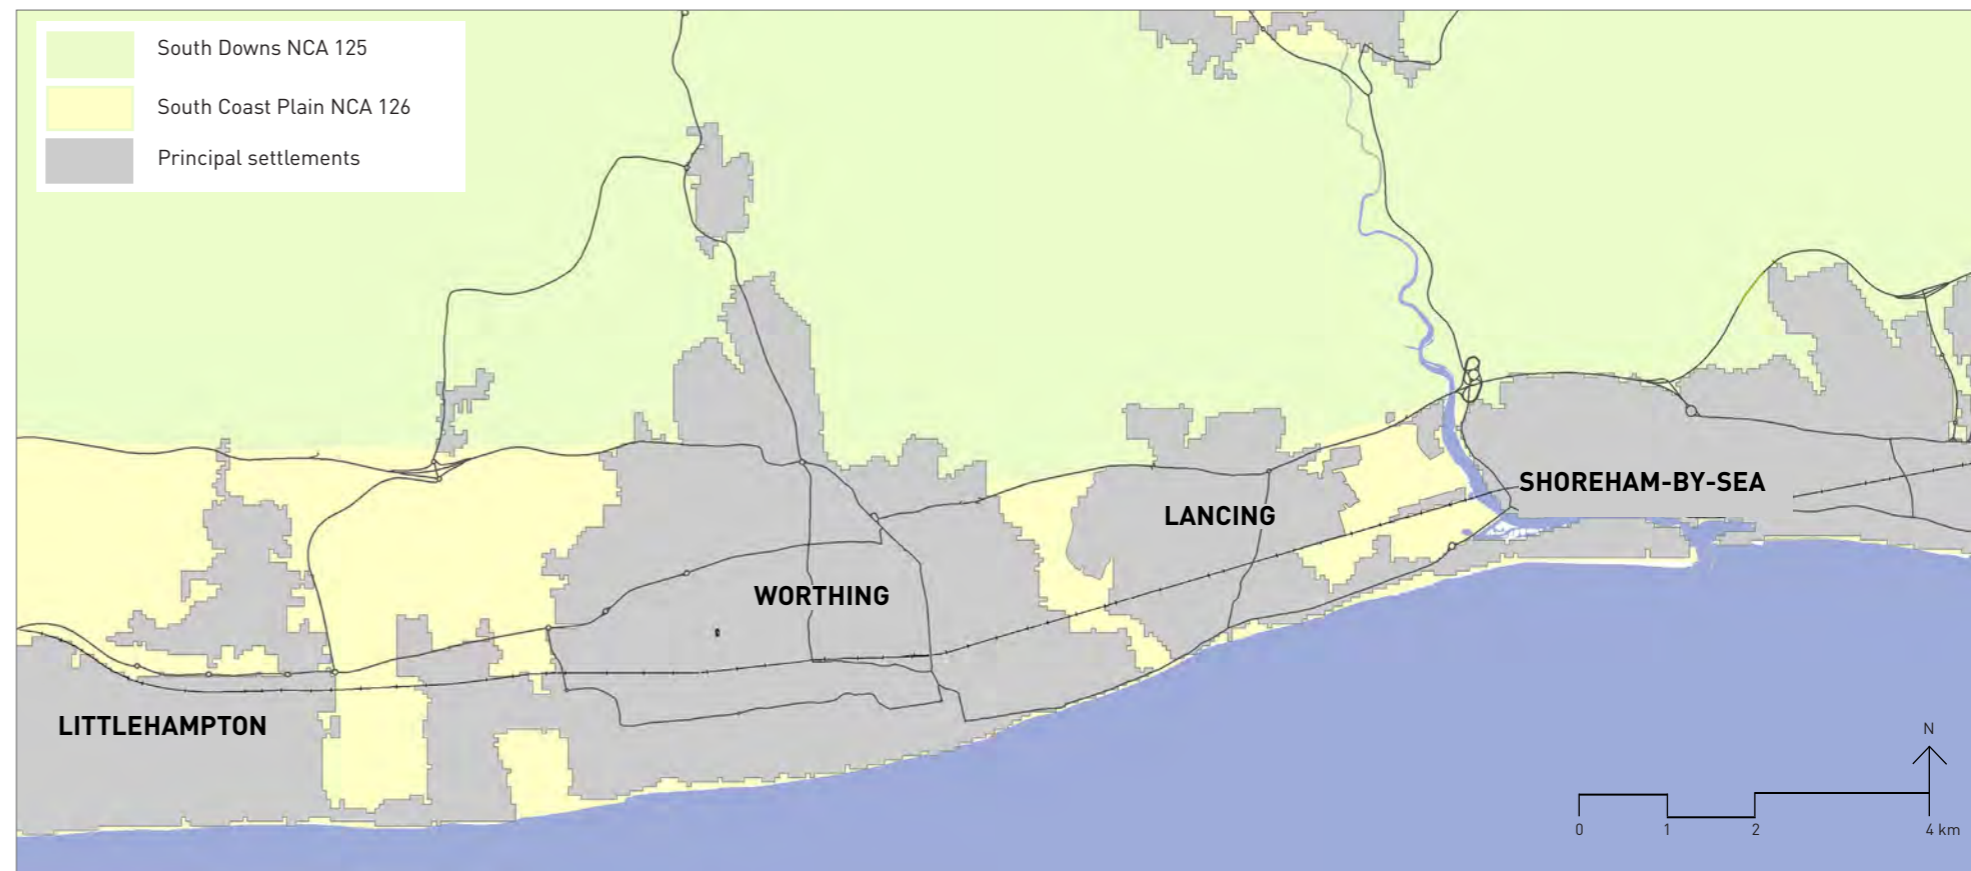 South Downs NCA 125
South Coast Plain NCA 126
Principal settlements
SHOREHAM-BY-SEA
LANCING
WORTHING
LITTLEHAMPTON
N
0 1 2 4 km